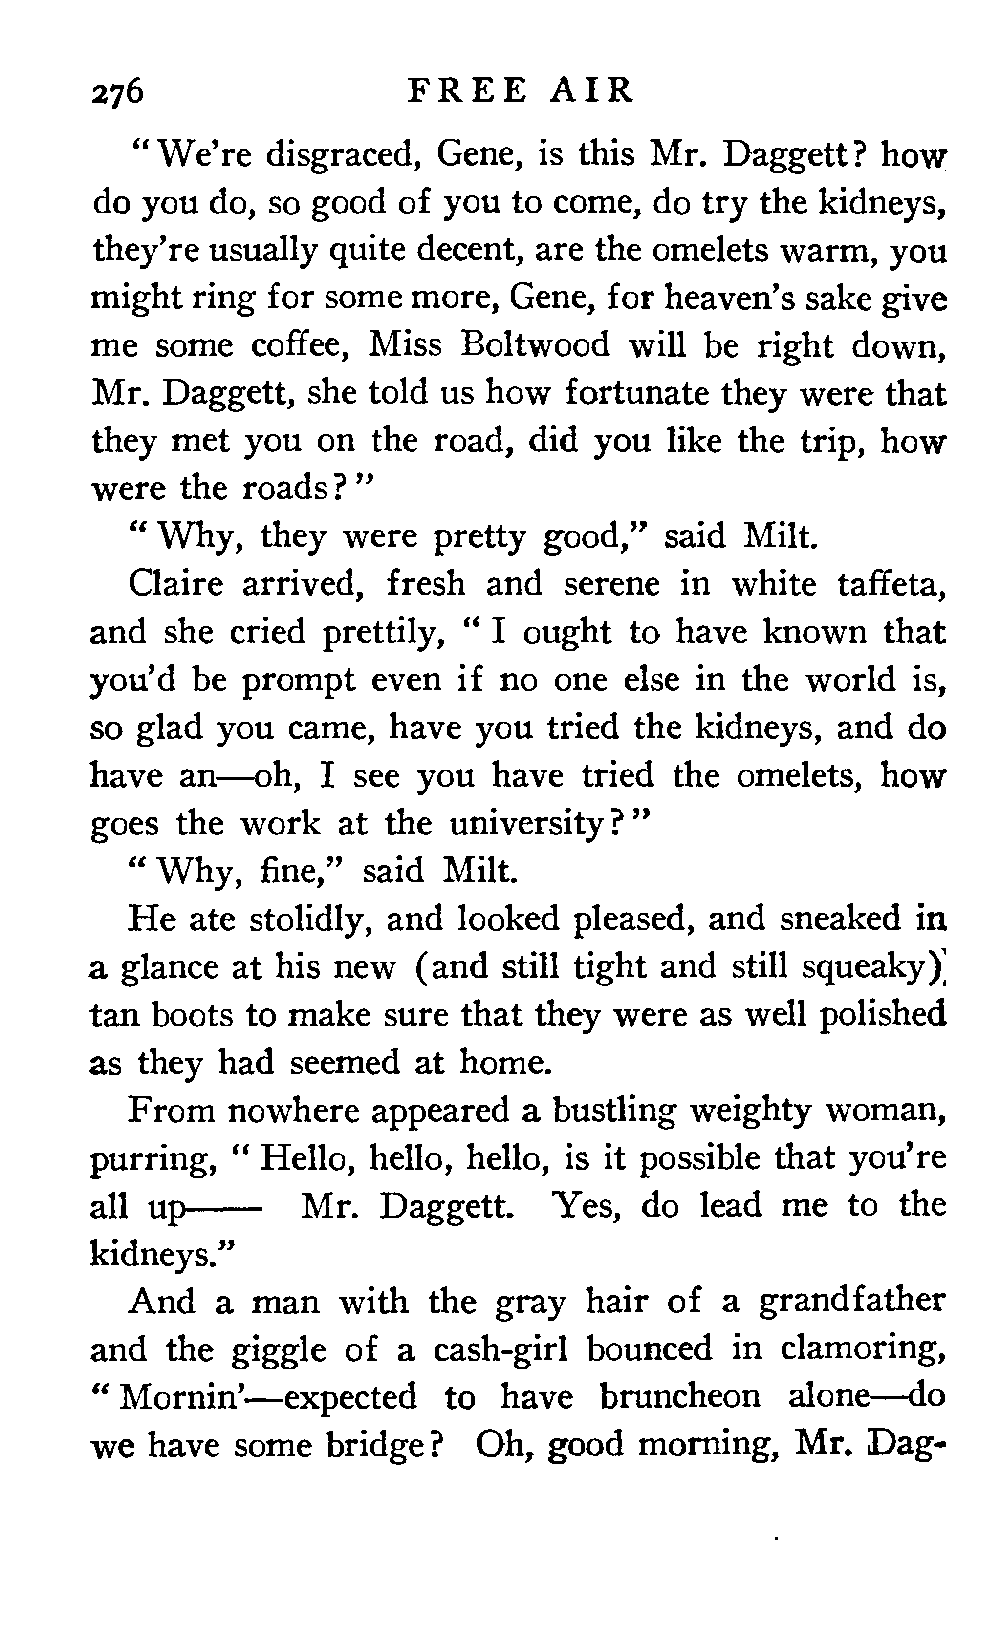 276 FREE AIR
“We’re disgraced, Gene, is this Mr. Daggett? how
do you do, so good of you to come, do try the kidneys,
they’re usually quite decent, are the omelets warm, you
might ring for some more, Gene, for heaven’s sake give
me some coffee, Miss Boltwood will be right down,
Mr. Daggett, she told us how fortunate they were that
they met you on the road, did you like the trip, how
were the roads?”
“Why, they were pretty good,” said Milt.
Claire arrived, fresh and serene in white taffeta,
and she cried prettily, “I ought to have known that
you’d be prompt even if no one else in the world is,
so glad you came, have you tried the kidneys, and do
have an—oh, I see you have tried the omelets, how
goes the work at the university?”
“Why, fine,” said Milt.
He ate stolidly, and looked pleased, and sneaked in
a glance at his new (and still tight and still squeaky)
tan boots to make sure that they were as well polished
as they had seemed at home.
From nowhere appeared a bustling weighty woman,
purring, “Hello, hello, hello, is it possible that you’re
all up—— Mr. Daggett. Yes, do lead me to the
kidneys.”
And a man with the gray hair of a grandfather
and the giggle of a cash-girl bounced in clamoring,
“Mornin’—expected to have bruncheon alone—do
we have some bridge? Oh, good morning, Mr. Dag-